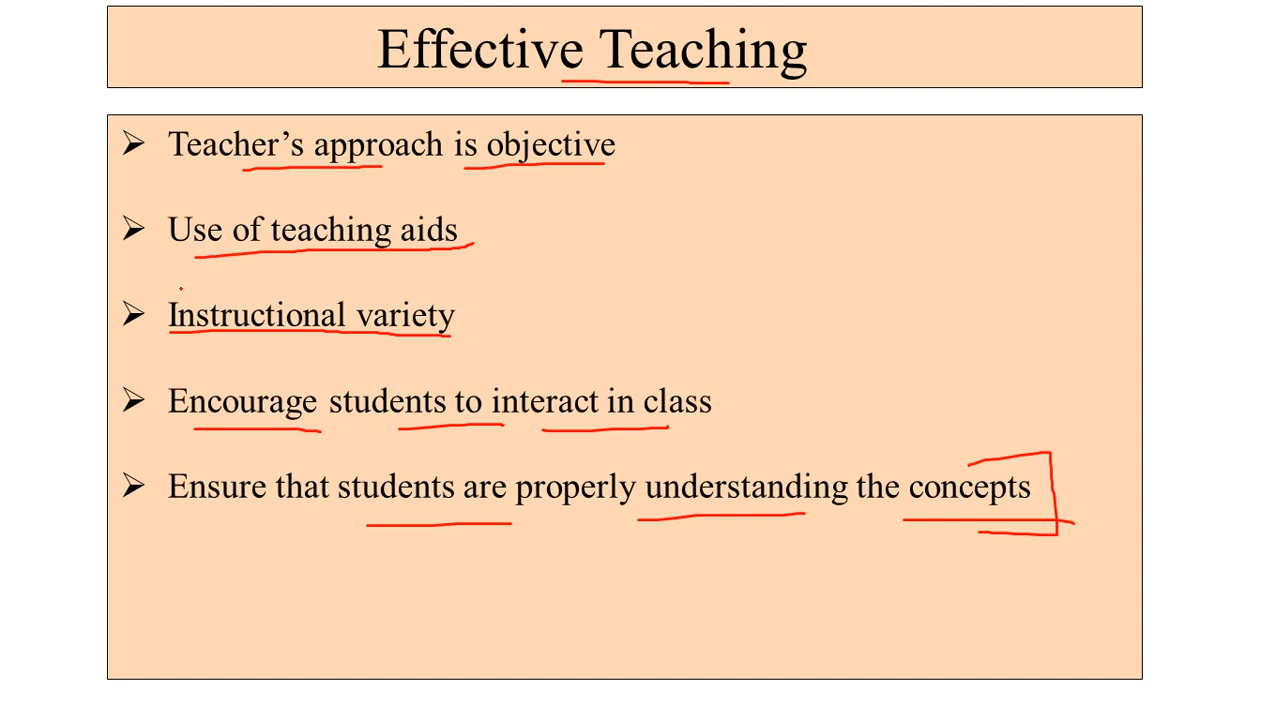 Effective Teaching
➢ Teacher’s approach is objective
➢ Use of teaching aids
➢ Instructional variety
➢ Encourage students to interact in class
➢ Ensure that students are properly understanding the concepts